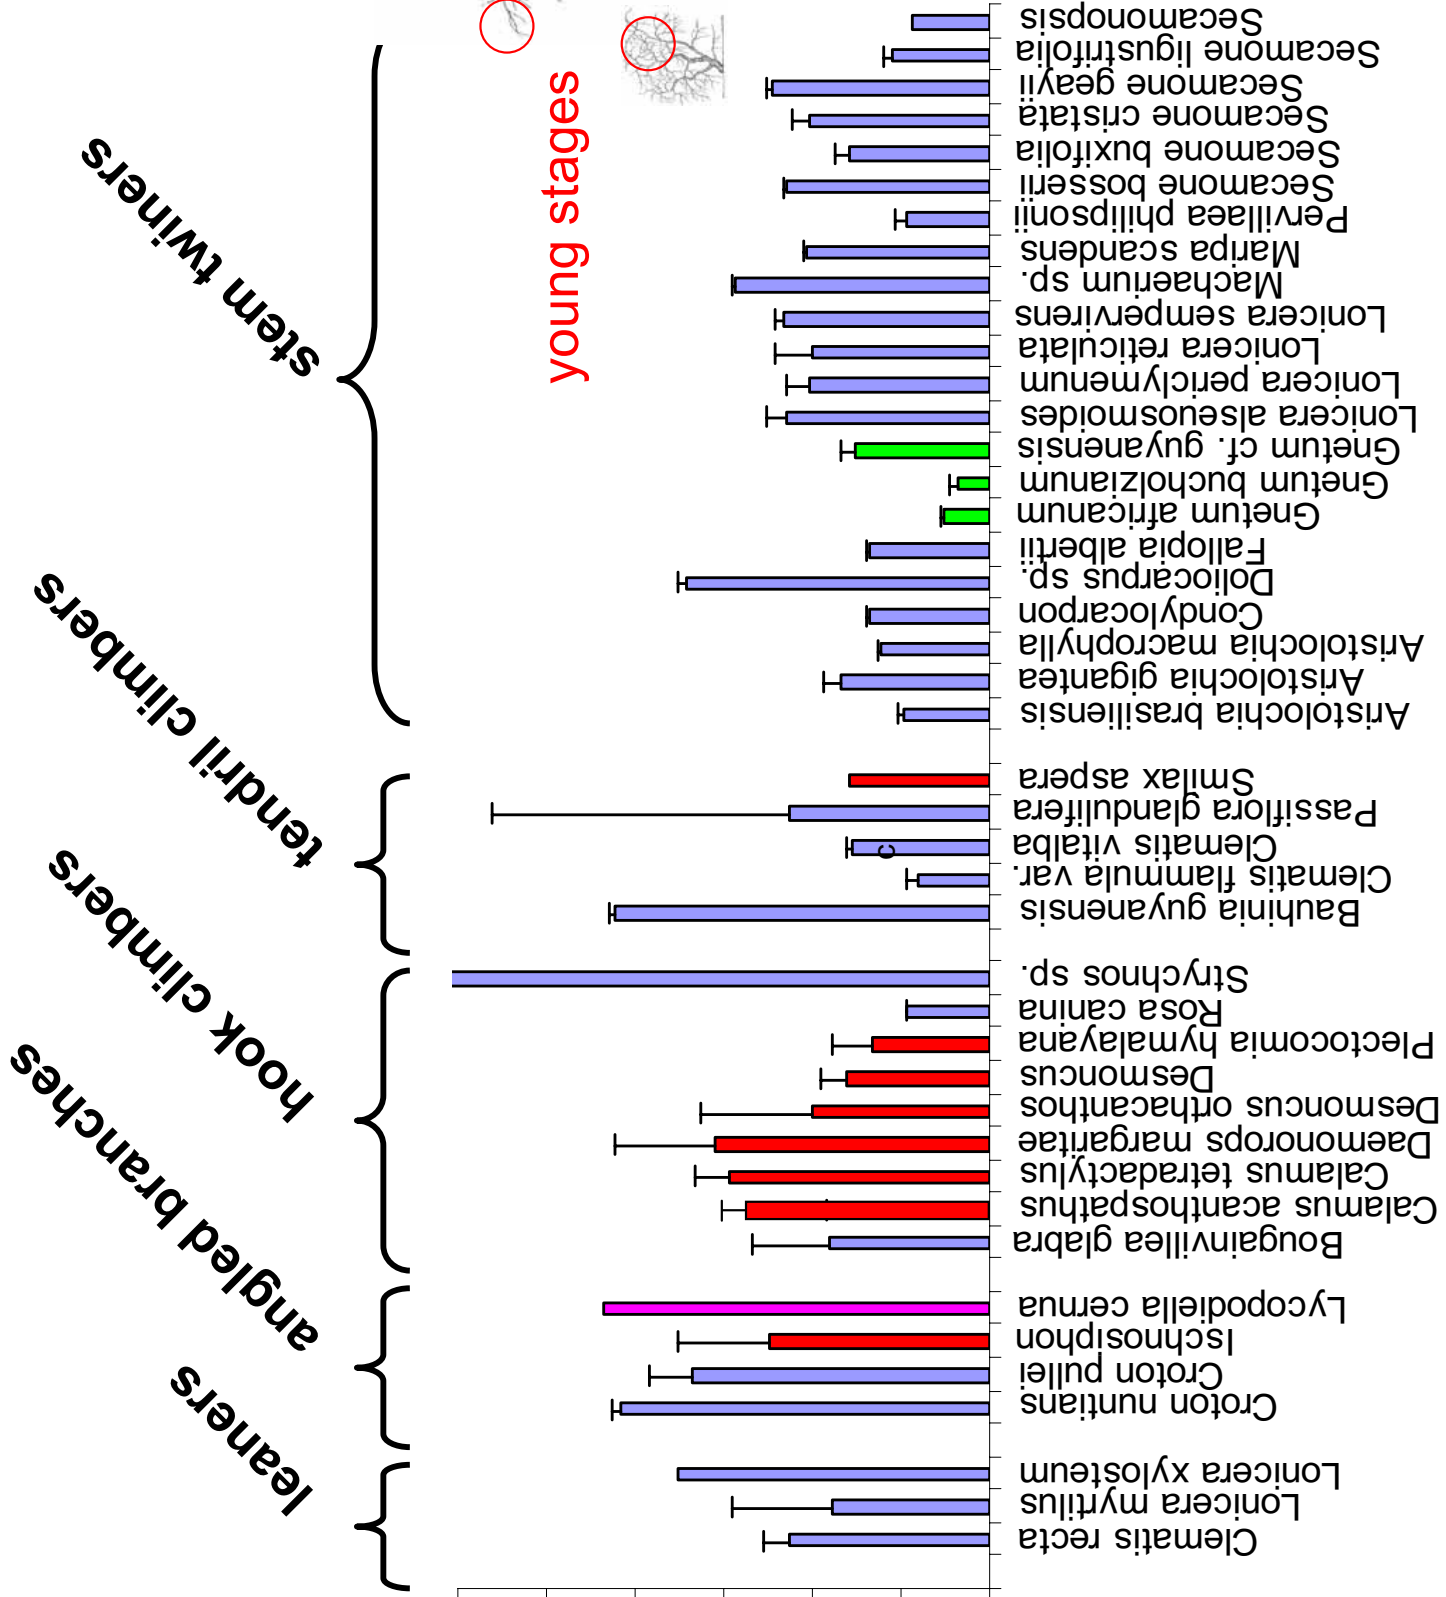 Secamonopsis
Secamone ligustrifolia
Secamone geayii
Secamone cristata
Secamone buxifolia
Secamone bosserii
Pervillaea philipsonii
Maripa scandens
Machaerium sp.
Lonicera sempervirens
Lonicera reticulata
Lonicera periclymenum
Lonicera alseuosmoides
Gnetum cf. guyanensis
Gnetum bucholzianum
Gnetum africanum
Fallopia albertii
Doliocarpus sp.
Condylocarpon
Aristolochia macrophylla
Aristolochia gigantea
Aristolochia brasiliensis
Smilax aspera
Passiflora glandulifera
Clematis vitalba
Clematis flammula var.
Bauhinia guyanensis
Strychnos sp.
Rosa canina
Plectocomia hymalayana
Desmoncus
Desmoncus orthacanthos
Daemonorops margaritae
Calamus tetradactylus
Calamus acanthospathus
Bougainvillea glabra
Lycopodiella cernua
Ischnosiphon
Croton pullei
Croton nuntians
Lonicera xylosteum
Lonicera myrtilus
Clematis recta
young stages
stem twiners
tendril climbers
hook climbers
angled branches
leaners
c